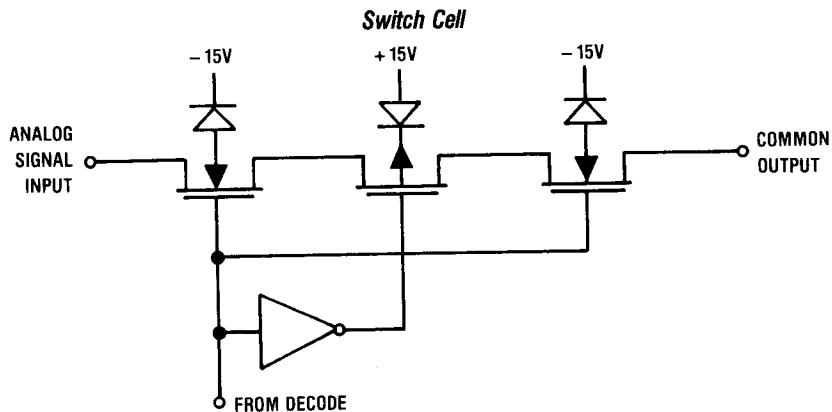 Switch Cell
– 15V
+ 15V
– 15V
ANALOG
SIGNAL
INPUT
COMMON
OUTPUT
FROM DECODE